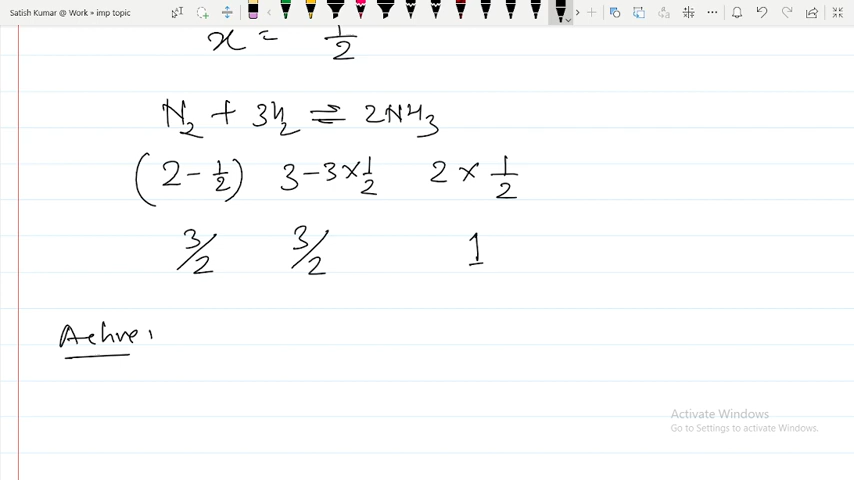 Satish Kumar @ Work » imp topic
x = 1/2
N2 + 3H2 ⇌ 2NH3
(2 - 1/2) 3 - 3 × 1/2 2 × 1/2
3/2 3/2 1
Active
Activate Windows
Go to Settings to activate Windows.